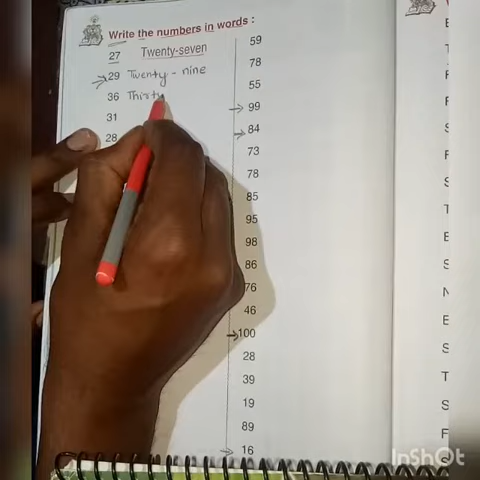 Write the numbers in words :
27 Twenty-seven
29 Twenty - nine
36 Thirty
31
28
59
78
55
99
84
73
78
85
95
98
86
76
46
100
28
39
19
89
16
E
T
F
F
S
F
S
T
E
S
N
E
S
T
S
F
S
InShOt